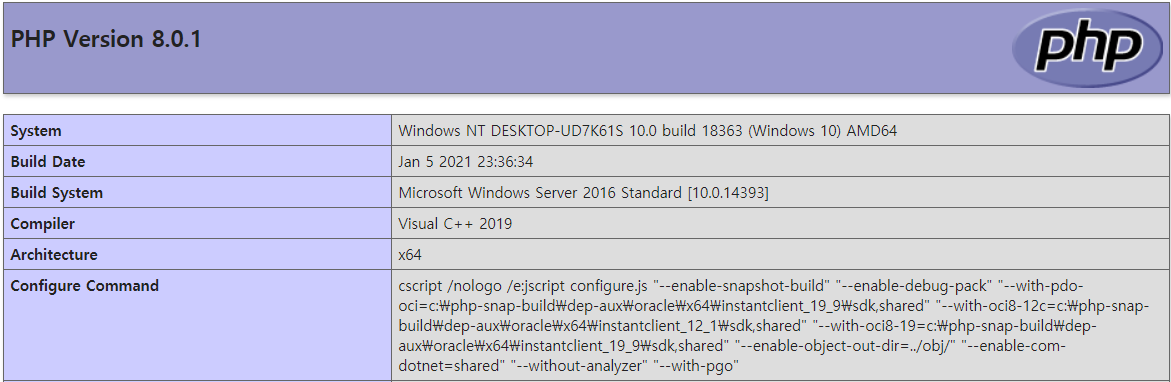 PHP Version 8.0.1
php
System Windows NT DESKTOP-UD7K61S 10.0 build 18363 (Windows 10) AMD64
Build Date Jan 5 2021 23:36:34
Build System Microsoft Windows Server 2016 Standard [10.0.14393]
Compiler Visual C++ 2019
Architecture x64
Configure Command cscript /nologo /e:jscript configure.js "--enable-snapshot-build" "--enable-debug-pack" "--with-pdo-
oci=c:₩php-snap-build₩dep-aux₩oracle₩x64₩instantclient_19_9₩sdk,shared" "--with-oci8-12c=c:₩php-snap-
build₩dep-aux₩oracle₩x64₩instantclient_12_1₩sdk,shared" "--with-oci8-19=c:₩php-snap-build₩dep-
aux₩oracle₩x64₩instantclient_19_9₩sdk,shared" "--enable-object-out-dir=../obj/" "--enable-com-
dotnet=shared" "--without-analyzer" "--with-pgo"